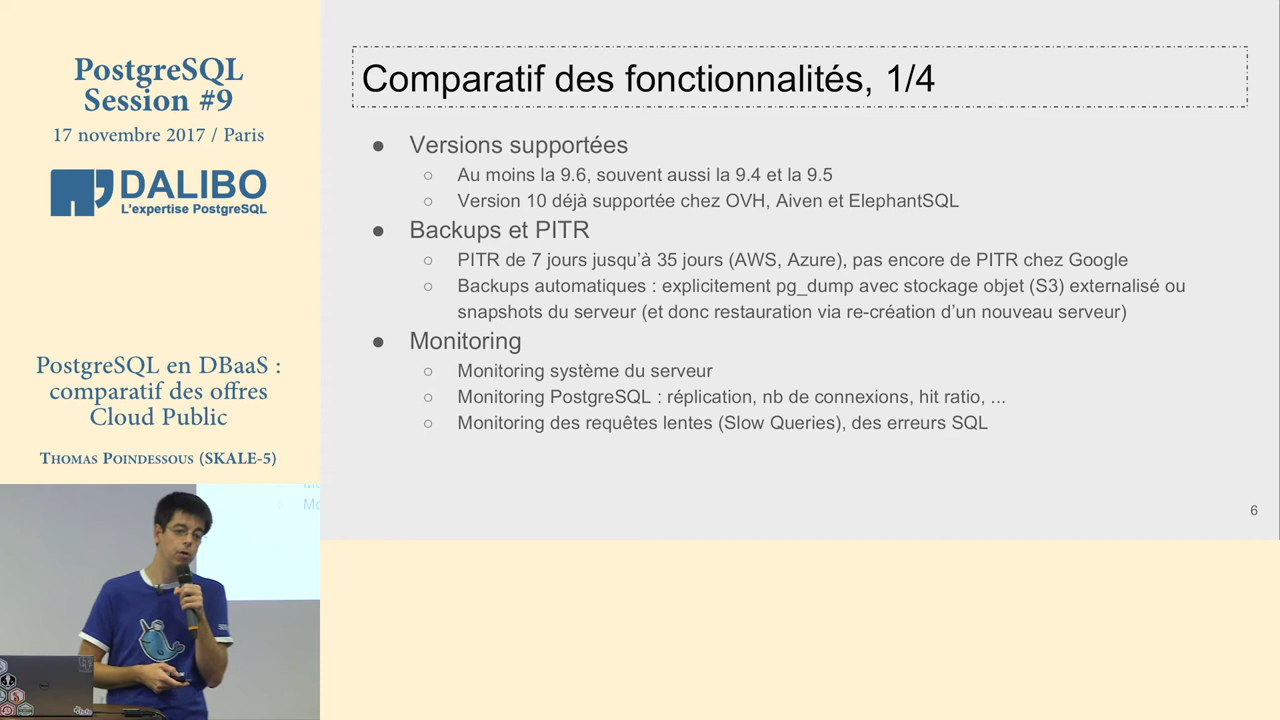 PostgreSQL
Session #9
17 novembre 2017 / Paris
DALIBO
L'expertise PostgreSQL
PostgreSQL en DBaaS :
comparatif des offres
Cloud Public
THOMAS POINDESSOUS (SKALE-5)
Comparatif des fonctionnalités, 1/4
● Versions supportées
○ Au moins la 9.6, souvent aussi la 9.4 et la 9.5
○ Version 10 déjà supportée chez OVH, Aiven et ElephantSQL
● Backups et PITR
○ PITR de 7 jours jusqu'à 35 jours (AWS, Azure), pas encore de PITR chez Google
○ Backups automatiques : explicitement pg_dump avec stockage objet (S3) externalisé ou
snapshots du serveur (et donc restauration via re-création d'un nouveau serveur)
● Monitoring
○ Monitoring système du serveur
○ Monitoring PostgreSQL : réplication, nb de connexions, hit ratio, ...
○ Monitoring des requêtes lentes (Slow Queries), des erreurs SQL
6